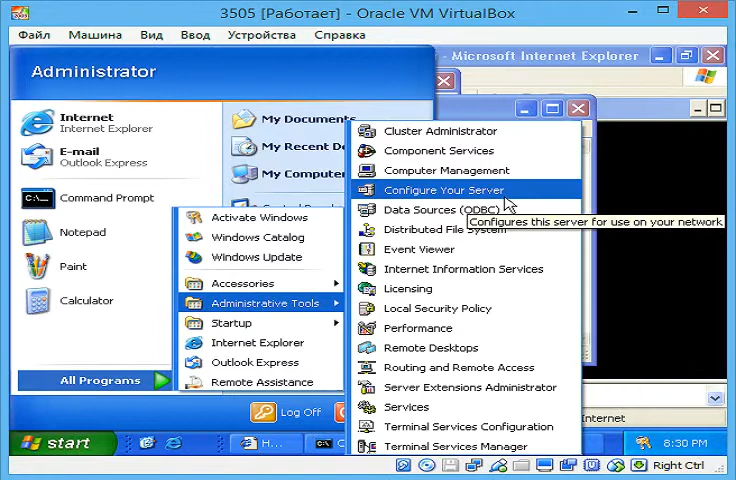 3505 [Работает] - Oracle VM VirtualBox
Файл Машина Вид Ввод Устройства Справка
- Microsoft Internet Explorer
Administrator
Internet
Internet Explorer
E-mail
Outlook Express
Command Prompt
Notepad
Paint
Calculator
All Programs
My Documents
My Recent
My Computer
Activate Windows
Windows Catalog
Windows Update
Accessories
Administrative Tools
Startup
Internet Explorer
Outlook Express
Remote Assistance
Cluster Administrator
Component Services
Computer Management
Configure Your Server
Data Sources (ODBC)
Configures this server for use on your network
Distributed File System
Event Viewer
Internet Information Services
Licensing
Local Security Policy
Performance
Remote Desktops
Routing and Remote Access
Server Extensions Administrator
Services
Terminal Services Configuration
Terminal Services Manager
Log Off
Internet
start
H...
8:30 PM
Right Ctrl